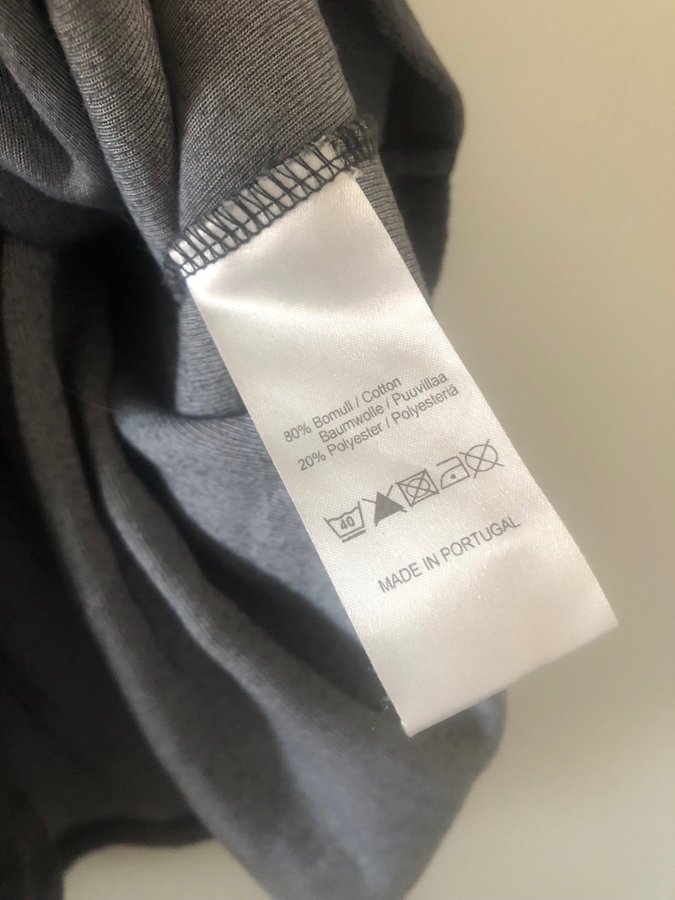 80% Bomull / Cotton
Baumwolle / Puuvillaa
20% Polyester / Polyesteriä
40
MADE IN PORTUGAL